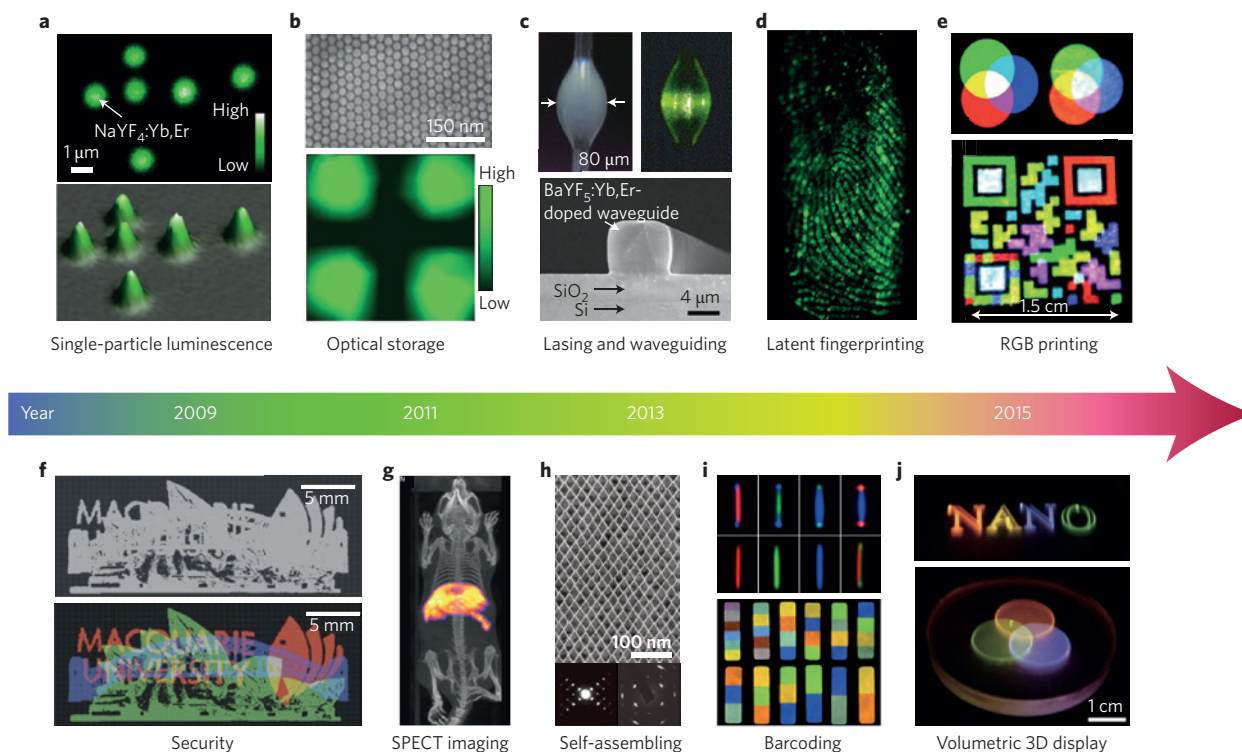 a
High
NaYF4:Yb,Er
1 μm
Low
Single-particle luminescence
b
150 nm
High
Low
Optical storage
c
80 μm
BaYF5:Yb,Er-
doped waveguide
SiO2
Si
4 μm
Lasing and waveguiding
d
Latent fingerprinting
e
1.5 cm
RGB printing
Year
2009
2011
2013
2015
f
5 mm
MACQUARIE
5 mm
MACQUARIE
UNIVERSITY
Security
g
SPECT imaging
h
100 nm
Self-assembling
i
Barcoding
j
NANO
1 cm
Volumetric 3D display